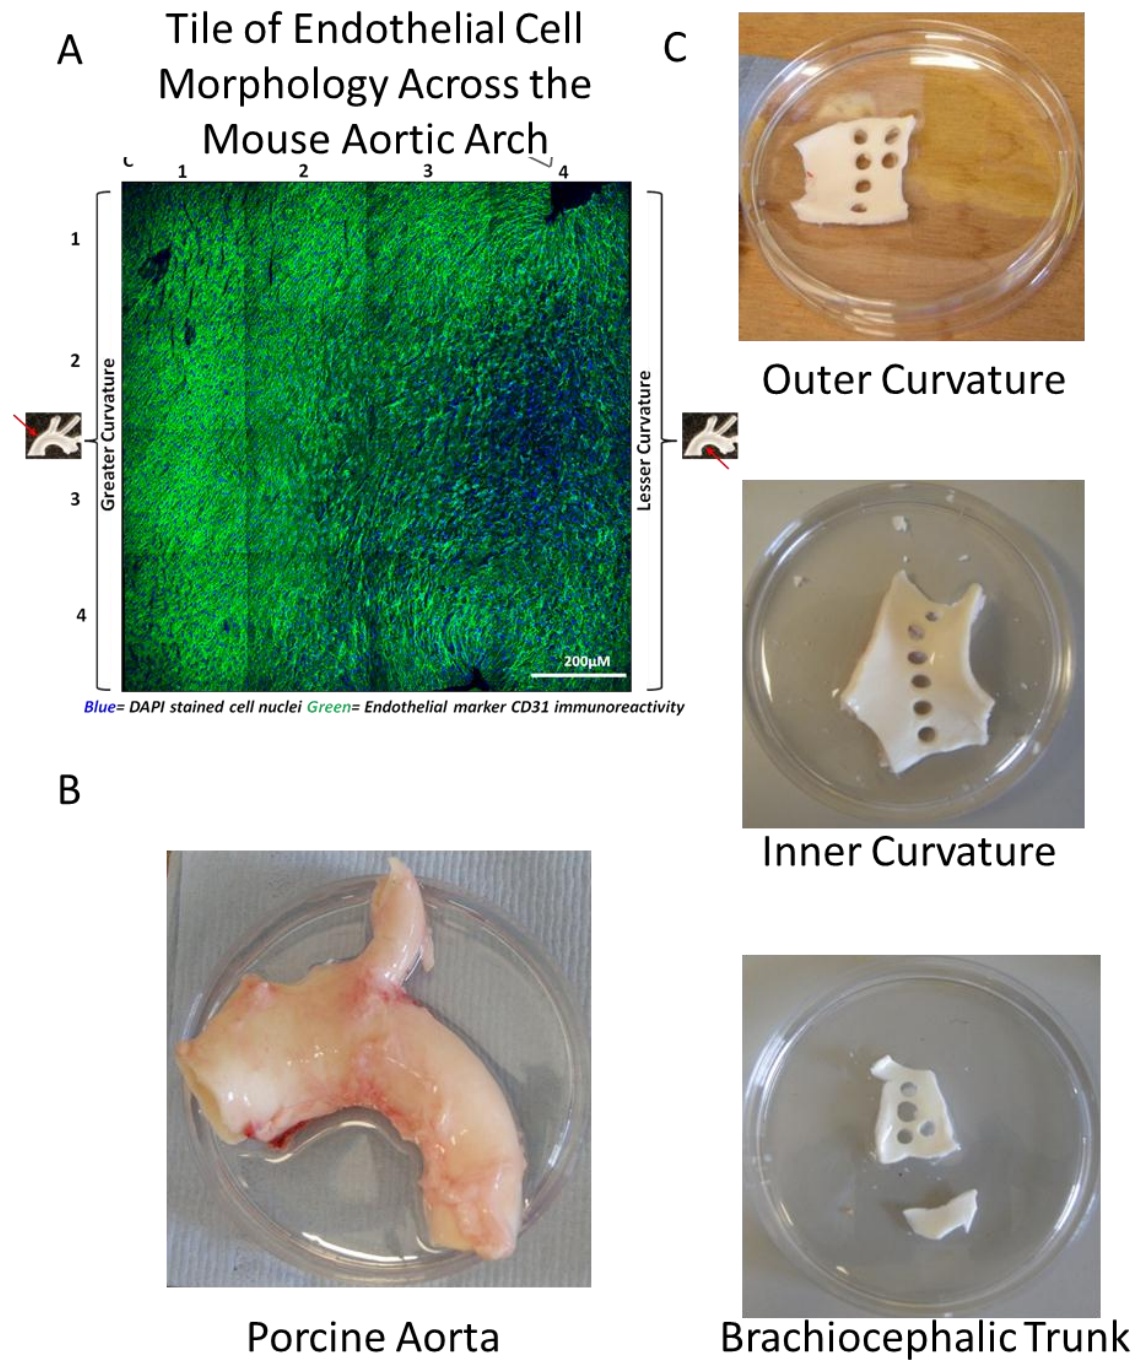 A
Tile of Endothelial Cell
Morphology Across the
Mouse Aortic Arch
1 2 3 4
1
2
3
4
Greater Curvature
Lesser Curvature
200µM
Blue= DAPI stained cell nuclei Green= Endothelial marker CD31 immunoreactivity
B
Porcine Aorta
C
Outer Curvature
Inner Curvature
Brachiocephalic Trunk